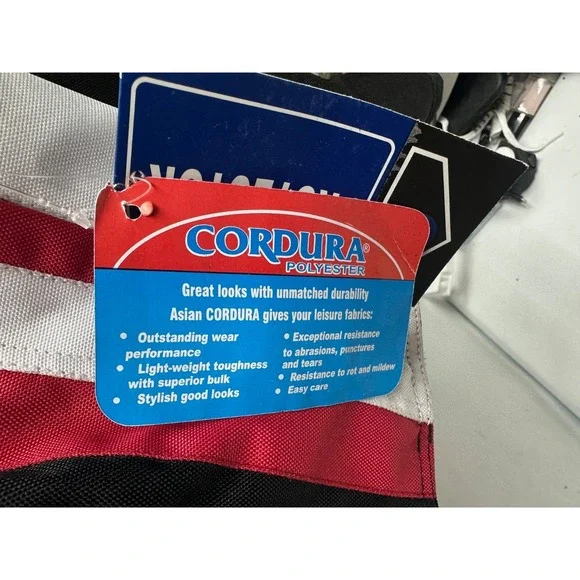 CORDURA®
POLYESTER
Great looks with unmatched durability
Asian CORDURA gives your leisure fabrics:
• Outstanding wear
performance
• Light-weight toughness
with superior bulk
• Stylish good looks
• Exceptional resistance
to abrasions, punctures
and tears
• Resistance to rot and mildew
• Easy care